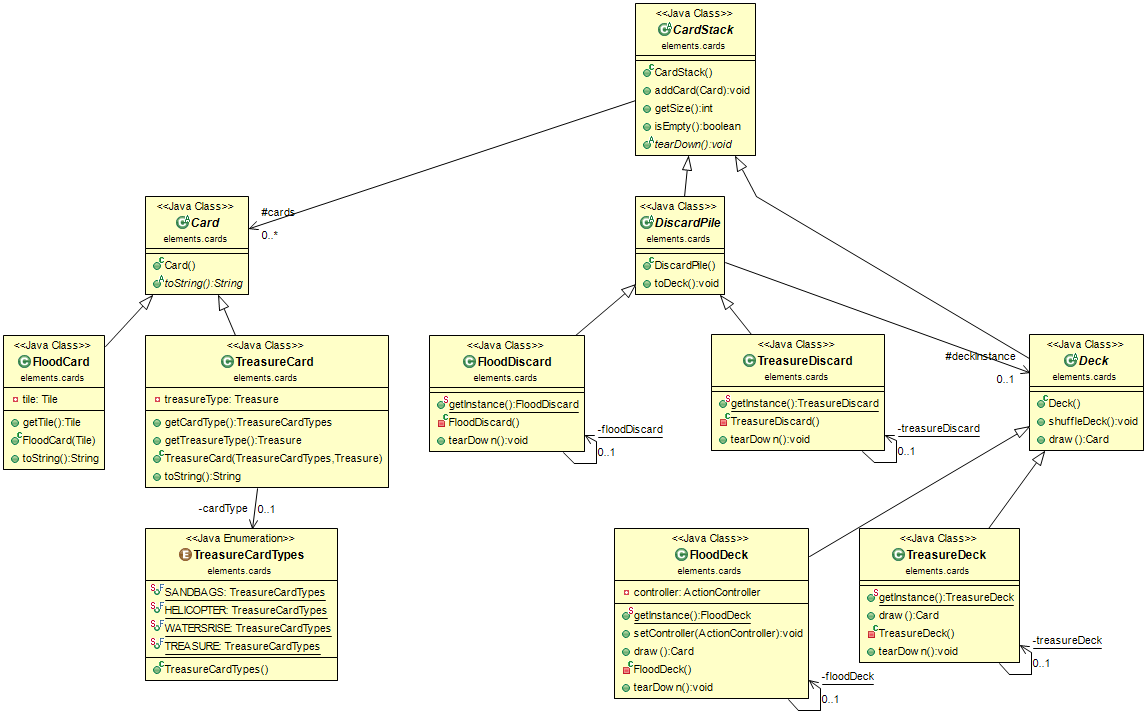 <<Java Class>>
CardStack
elements.cards
CardStack()
addCard(Card):void
getSize():int
isEmpty():boolean
tearDown():void
#cards
0..*
<<Java Class>>
Card
elements.cards
Card()
toString():String
<<Java Class>>
DiscardPile
elements.cards
DiscardPile()
toDeck():void
#deckInstance
0..1
<<Java Class>>
FloodCard
elements.cards
tile: Tile
getTile():Tile
FloodCard(Tile)
toString():String
<<Java Class>>
TreasureCard
elements.cards
treasureType: Treasure
getCardType():TreasureCardTypes
getTreasureType():Treasure
TreasureCard(TreasureCardTypes,Treasure)
toString():String
-cardType
0..1
<<Java Class>>
FloodDiscard
elements.cards
getInstance():FloodDiscard
FloodDiscard()
tearDown():void
-floodDiscard
0..1
<<Java Class>>
TreasureDiscard
elements.cards
getInstance():TreasureDiscard
TreasureDiscard()
tearDown():void
-treasureDiscard
0..1
<<Java Class>>
Deck
elements.cards
Deck()
shuffleDeck():void
draw():Card
<<Java Enumeration>>
TreasureCardTypes
elements.cards
SANDBAGS: TreasureCardTypes
HELICOPTER: TreasureCardTypes
WATERSRISE: TreasureCardTypes
TREASURE: TreasureCardTypes
TreasureCardTypes()
<<Java Class>>
FloodDeck
elements.cards
controller: ActionController
getInstance():FloodDeck
setController(ActionController):void
draw():Card
FloodDeck()
tearDown():void
-floodDeck
0..1
<<Java Class>>
TreasureDeck
elements.cards
getInstance():TreasureDeck
draw():Card
TreasureDeck()
tearDown():void
-treasureDeck
0..1